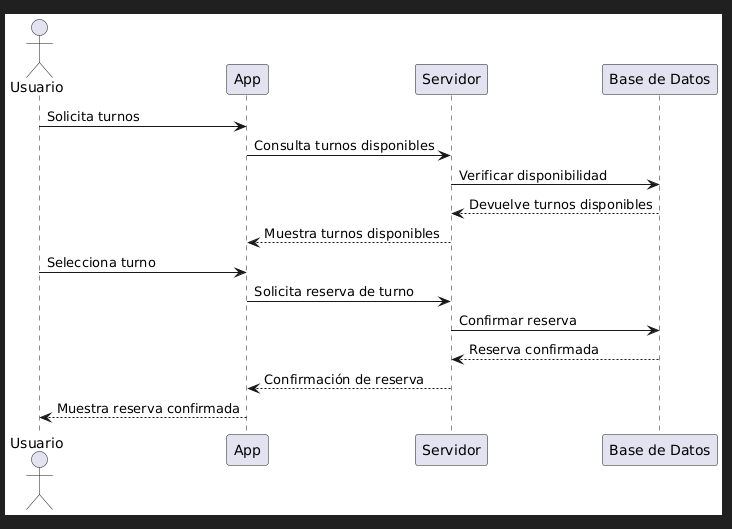 Usuario
App
Servidor
Base de Datos
Solicita turnos
Consulta turnos disponibles
Verificar disponibilidad
Devuelve turnos disponibles
Muestra turnos disponibles
Selecciona turno
Solicita reserva de turno
Confirmar reserva
Reserva confirmada
Confirmación de reserva
Muestra reserva confirmada
Usuario
App
Servidor
Base de Datos